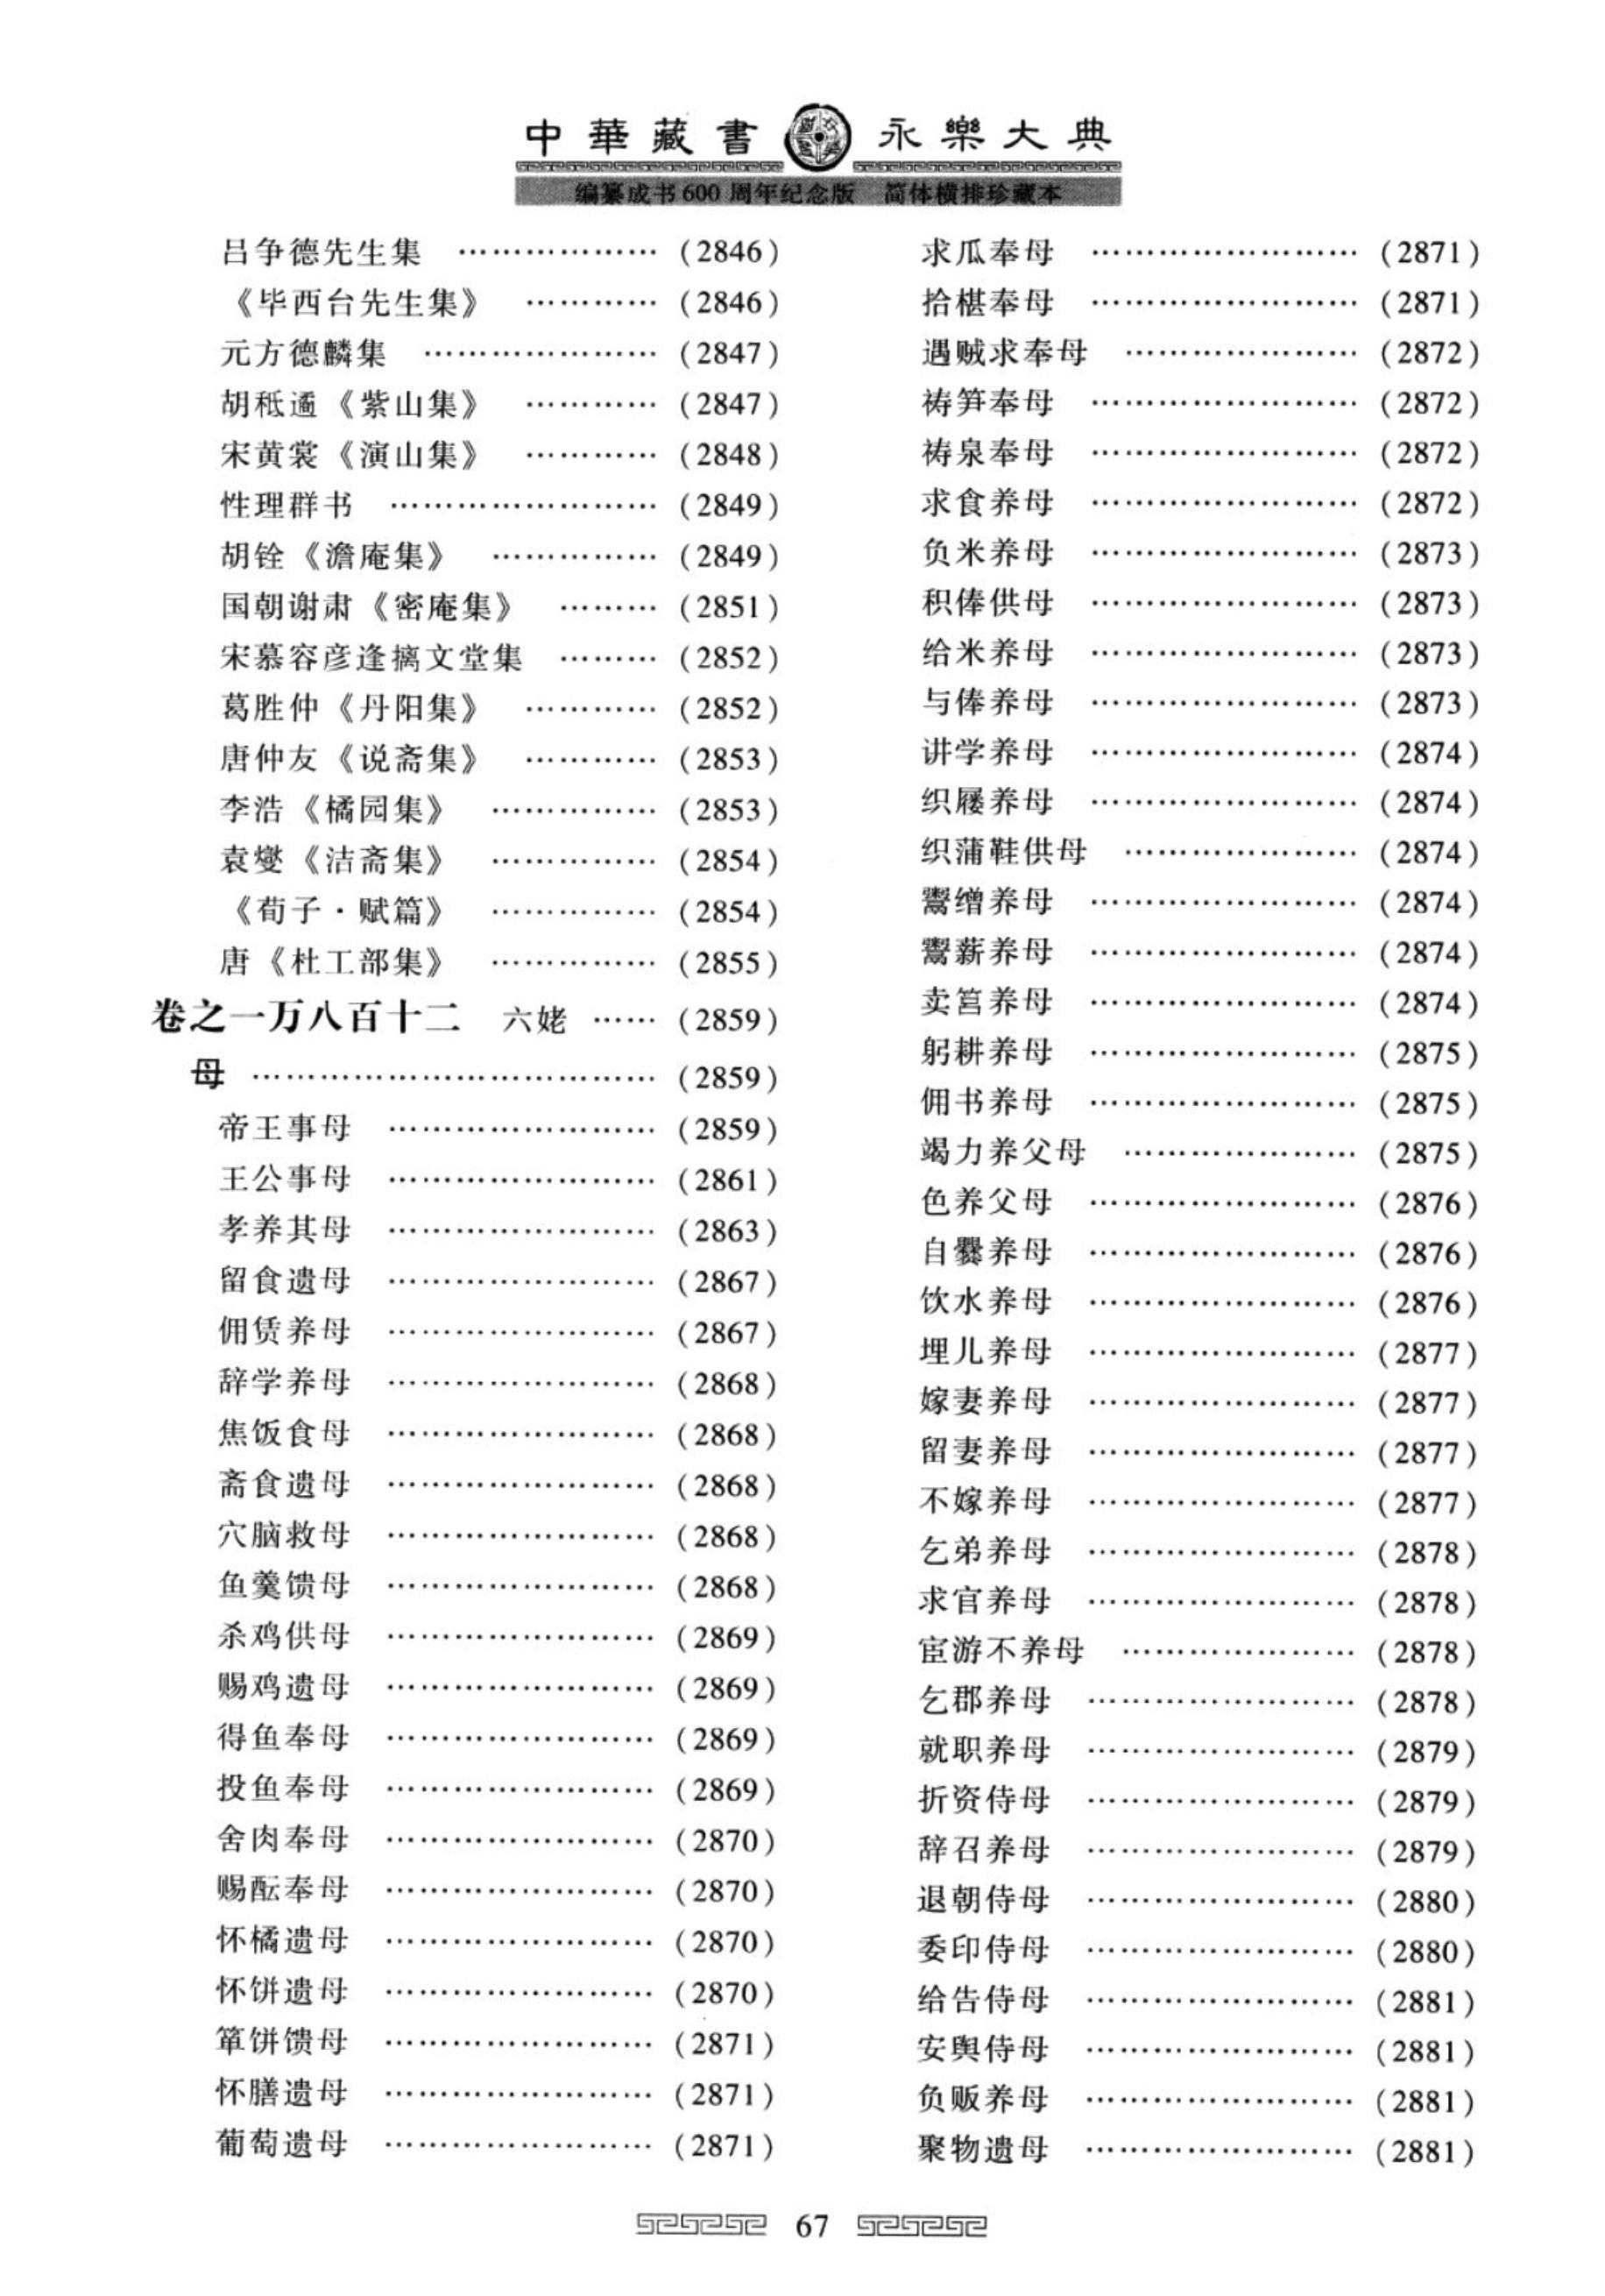 中華藏書 永樂大典
编纂成书600周年纪念版 简体横排珍藏本
吕争德先生集 ……………… (2846)
《毕西台先生集》 ………… (2846)
元方德麟集 ………………… (2847)
胡秪遹《紫山集》 ………… (2847)
宋黄裳《演山集》 ………… (2848)
性理群书 …………………… (2849)
胡铨《澹庵集》 …………… (2849)
国朝谢肃《密庵集》 ……… (2851)
宋慕容彦逢摛文堂集 ……… (2852)
葛胜仲《丹阳集》 ………… (2852)
唐仲友《说斋集》 ………… (2853)
李浩《橘园集》 …………… (2853)
袁燮《洁斋集》 …………… (2854)
《荀子·赋篇》 …………… (2854)
唐《杜工部集》 …………… (2855)
卷之一万八百十二 六姥 …… (2859)
母 ……………………………… (2859)
帝王事母 …………………… (2859)
王公事母 …………………… (2861)
孝养其母 …………………… (2863)
留食遗母 …………………… (2867)
佣赁养母 …………………… (2867)
辞学养母 …………………… (2868)
焦饭食母 …………………… (2868)
斋食遗母 …………………… (2868)
穴脑救母 …………………… (2868)
鱼羹馈母 …………………… (2868)
杀鸡供母 …………………… (2869)
赐鸡遗母 …………………… (2869)
得鱼奉母 …………………… (2869)
投鱼奉母 …………………… (2869)
舍肉奉母 …………………… (2870)
赐酝奉母 …………………… (2870)
怀橘遗母 …………………… (2870)
怀饼遗母 …………………… (2870)
箪饼馈母 …………………… (2871)
怀膳遗母 …………………… (2871)
葡萄遗母 …………………… (2871)
求瓜奉母 …………………… (2871)
拾椹奉母 …………………… (2871)
遇贼求奉母 ………………… (2872)
祷笋奉母 …………………… (2872)
祷泉奉母 …………………… (2872)
求食养母 …………………… (2872)
负米养母 …………………… (2873)
积俸供母 …………………… (2873)
给米养母 …………………… (2873)
与俸养母 …………………… (2873)
讲学养母 …………………… (2874)
织屦养母 …………………… (2874)
织蒲鞋供母 ………………… (2874)
鬻缯养母 …………………… (2874)
鬻薪养母 …………………… (2874)
卖筥养母 …………………… (2874)
躬耕养母 …………………… (2875)
佣书养母 …………………… (2875)
竭力养父母 ………………… (2875)
色养父母 …………………… (2876)
自爨养母 …………………… (2876)
饮水养母 …………………… (2876)
埋儿养母 …………………… (2877)
嫁妻养母 …………………… (2877)
留妻养母 …………………… (2877)
不嫁养母 …………………… (2877)
乞弟养母 …………………… (2878)
求官养母 …………………… (2878)
宦游不养母 ………………… (2878)
乞郡养母 …………………… (2878)
就职养母 …………………… (2879)
折资侍母 …………………… (2879)
辞召养母 …………………… (2879)
退朝侍母 …………………… (2880)
委印侍母 …………………… (2880)
给告侍母 …………………… (2881)
安舆侍母 …………………… (2881)
负贩养母 …………………… (2881)
聚物遗母 …………………… (2881)
67